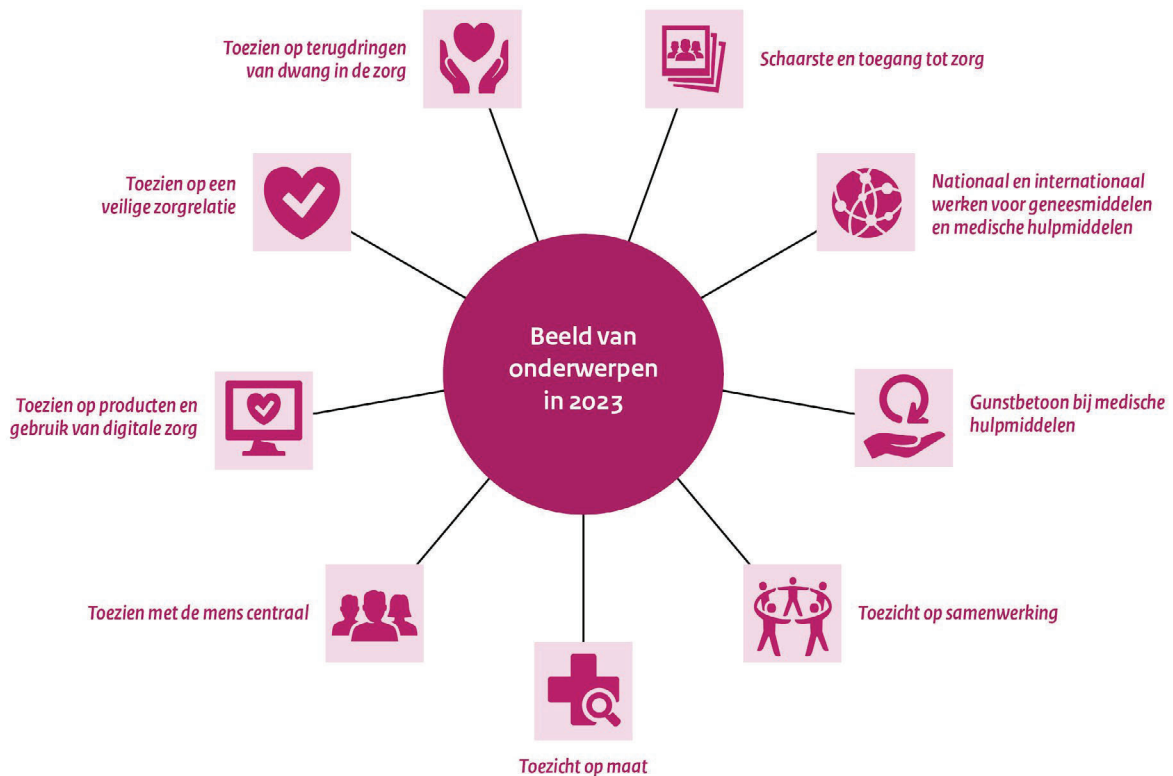 Toezien op terugdringen
van dwang in de zorg
Schaarste en toegang tot zorg
Toezien op een
veilige zorgrelatie
Nationaal en internationaal
werken voor geneesmiddelen
en medische hulpmiddelen
Beeld van
onderwerpen
in 2023
Toezien op producten en
gebruik van digitale zorg
Gunstbetoon bij medische
hulpmiddelen
Toezien met de mens centraal
Toezicht op samenwerking
Toezicht op maat